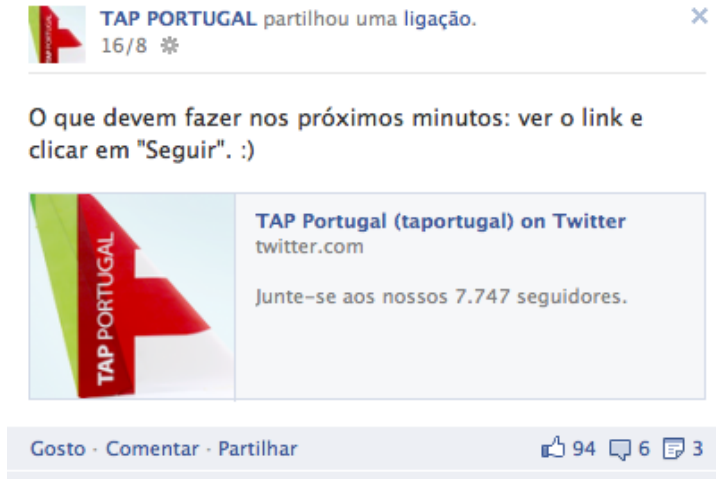 TAP PORTUGAL partilhou uma ligação.
16/8
O que devem fazer nos próximos minutos: ver o link e
clicar em "Seguir". :)
TAP PORTUGAL
TAP Portugal (taportugal) on Twitter
twitter.com
Junte-se aos nossos 7.747 seguidores.
Gosto · Comentar · Partilhar
94 6 3